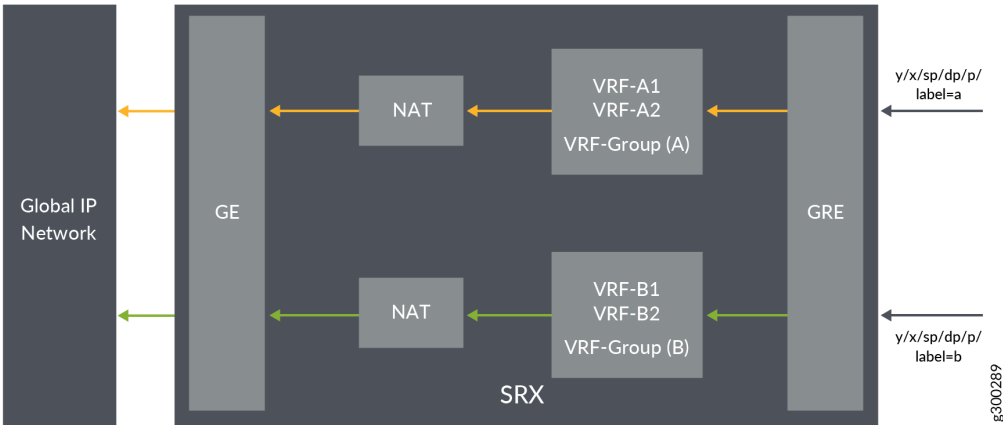 Global IP
Network
GE
NAT
VRF-A1
VRF-A2
VRF-Group (A)
GRE
y/x/sp/dp/p/
label=a
NAT
VRF-B1
VRF-B2
VRF-Group (B)
y/x/sp/dp/p/
label=b
SRX
g300289